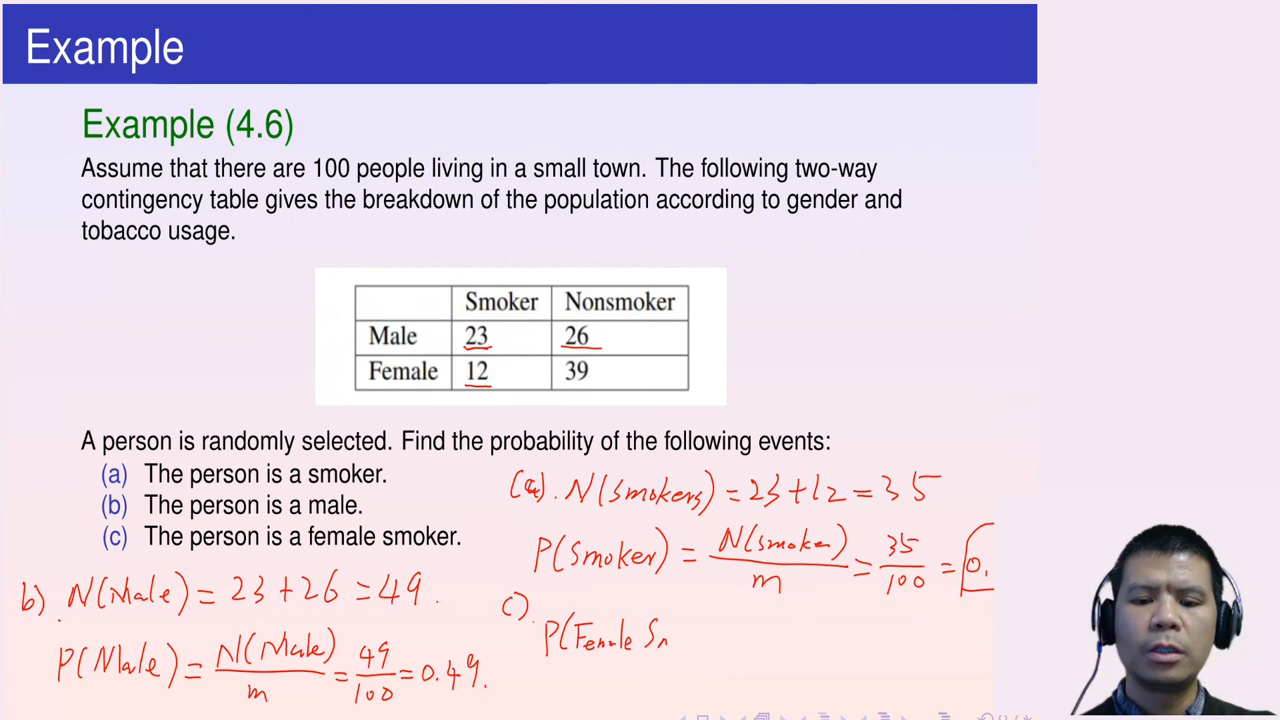 Example
Example (4.6)
Assume that there are 100 people living in a small town. The following two-way
contingency table gives the breakdown of the population according to gender and
tobacco usage.
Smoker Nonsmoker
Male 23 26
Female 12 39
A person is randomly selected. Find the probability of the following events:
(a) The person is a smoker.
(b) The person is a male.
(c) The person is a female smoker.
(a). N(Smokers) = 23+12 = 35
P(Smoker) = N(Smoker)/m = 35/100 = 0.
b) N(Male) = 23+26 = 49.
P(Male) = N(Male)/m = 49/100 = 0.49.
c).
P(Female